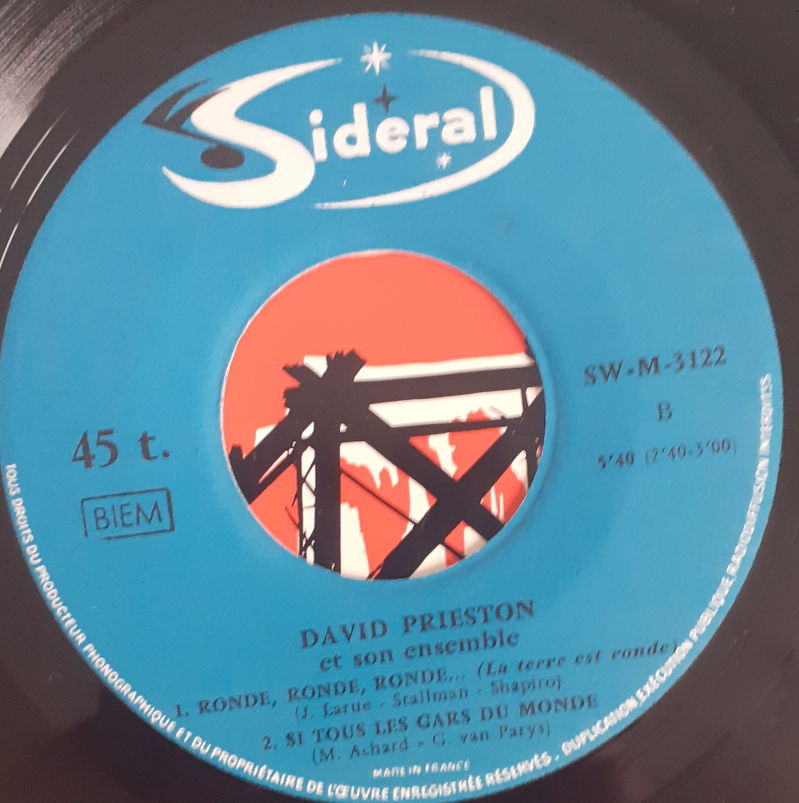 Sideral
SW-M-3122
B
5'40 (2'40-3'00)
45 t.
BIEM
DAVID PRIESTON
et son ensemble
1. RONDE, RONDE, RONDE... (La terre est ronde)
(J. Larue - Stallman - Shapiro)
2. SI TOUS LES GARS DU MONDE
(M. Achard - G. van Parys)
MADE IN FRANCE
TOUS DROITS DU PRODUCTEUR PHONOGRAPHIQUE ET DU PROPRIÉTAIRE DE L'ŒUVRE ENREGISTRÉE RÉSERVÉS. DUPLICATION EXÉCUTION PUBLIQUE RADIODIFFUSION INTERDITES